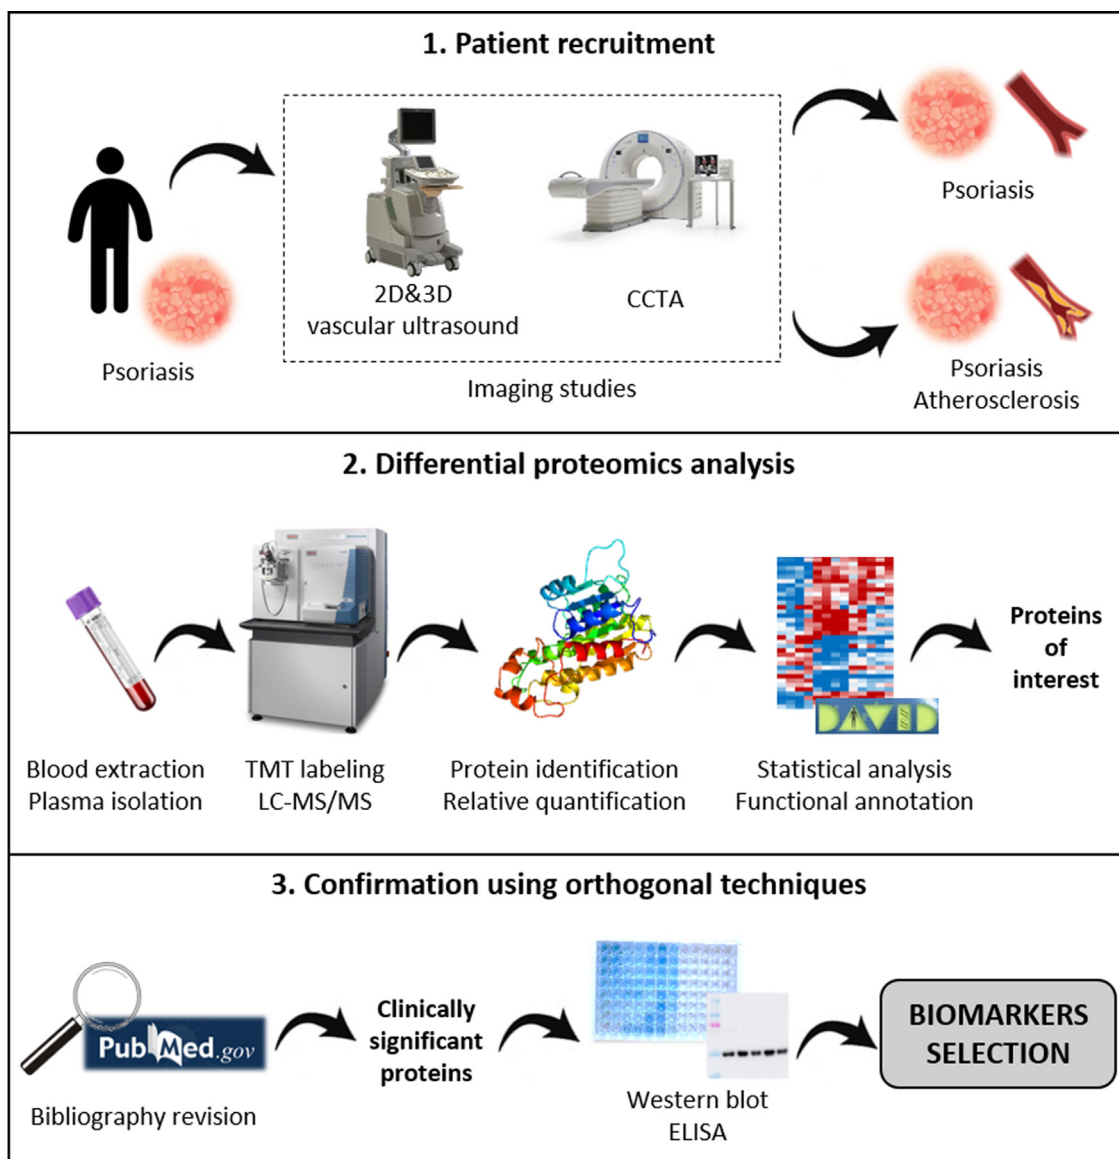 1. Patient recruitment
Psoriasis
2D&3D
vascular ultrasound
CCTA
Imaging studies
Psoriasis
Psoriasis
Atherosclerosis
2. Differential proteomics analysis
Blood extraction
Plasma isolation
TMT labeling
LC-MS/MS
Protein identification
Relative quantification
DAVID
Statistical analysis
Functional annotation
Proteins
of
interest
3. Confirmation using orthogonal techniques
PubMed.gov
Bibliography revision
Clinically
significant
proteins
Western blot
ELISA
BIOMARKERS
SELECTION